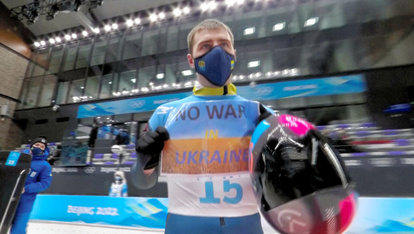 NO WAR
IN
UKRAINE
15
BEIJING 2022